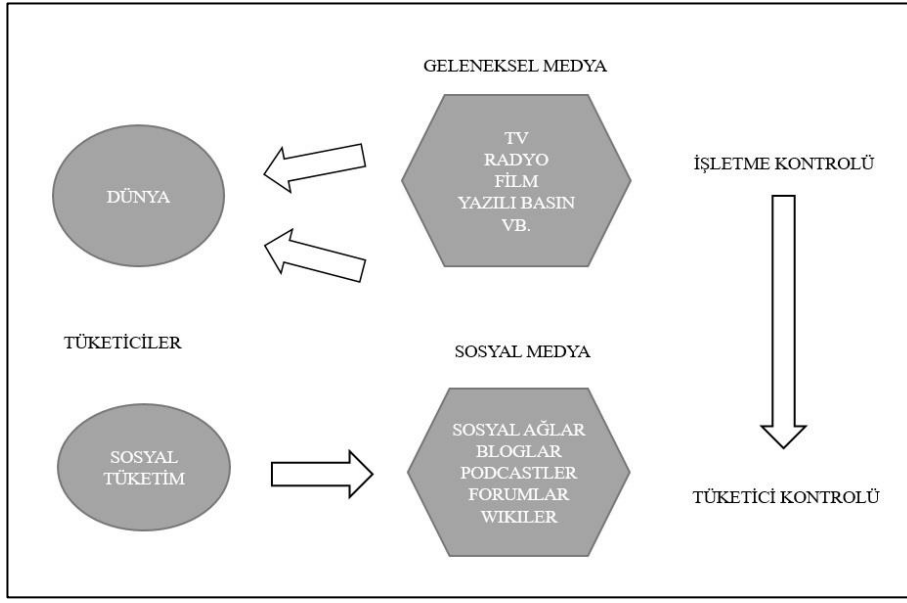 GELENEKSEL MEDYA
DÜNYA
TV
RADYO
FİLM
YAZILI BASIN
VB.
İŞLETME KONTROLÜ
TÜKETİCİLER
SOSYAL MEDYA
SOSYAL
TÜKETİM
SOSYAL AĞLAR
BLOGLAR
PODCASTLER
FORUMLAR
WIKILER
TÜKETİCİ KONTROLÜ